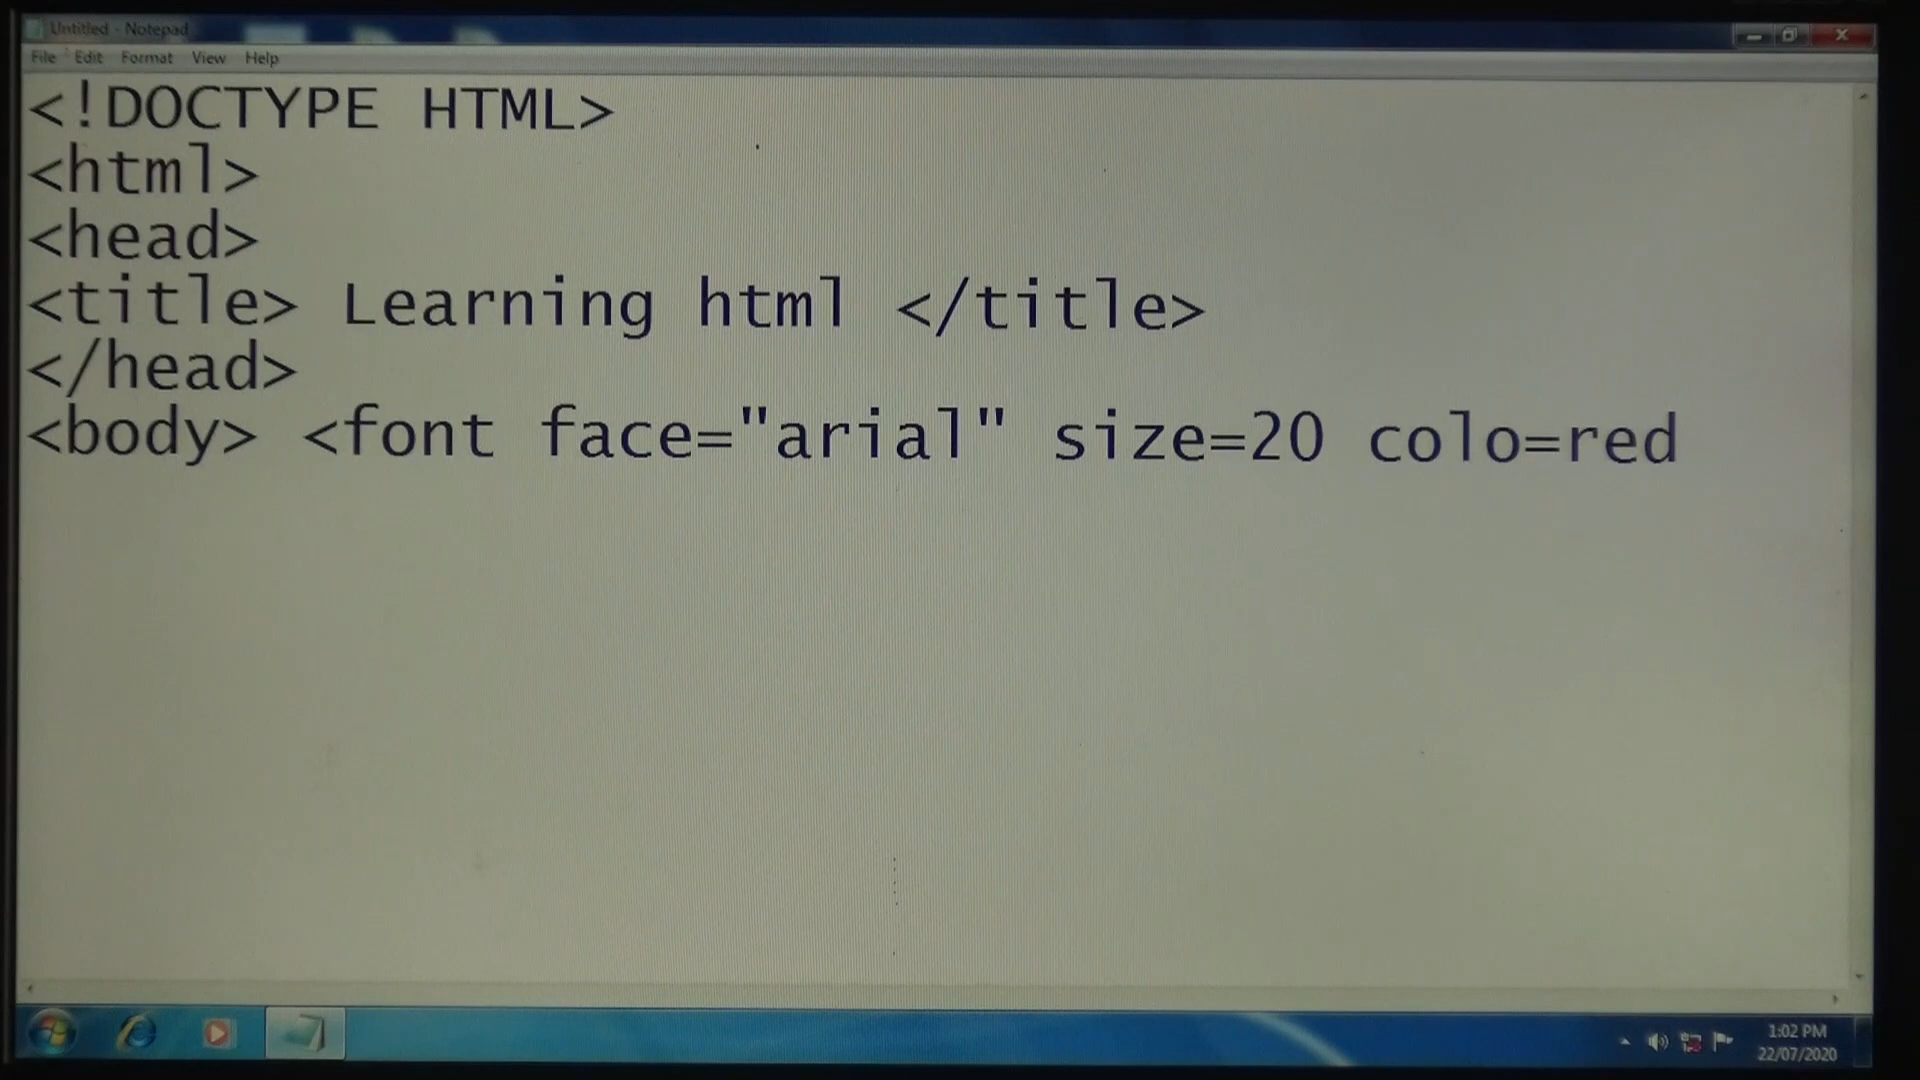 Untitled - Notepad
File Edit Format View Help
<!DOCTYPE HTML>
<html>
<head>
<title> Learning html </title>
</head>
<body> <font face="arial" size=20 colo=red
1:02 PM
22/07/2020